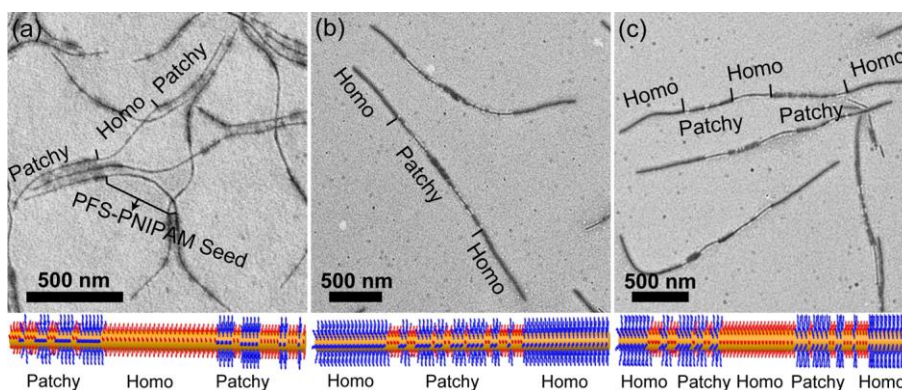 (a)
Patchy
Homo
Patchy
PFS-PNIPAM Seed
500 nm
Patchy Homo Patchy
(b)
Homo
Patchy
Homo
500 nm
Homo Patchy Homo
(c)
Homo Homo Homo
Patchy Patchy
500 nm
Homo Patchy Homo Patchy Homo